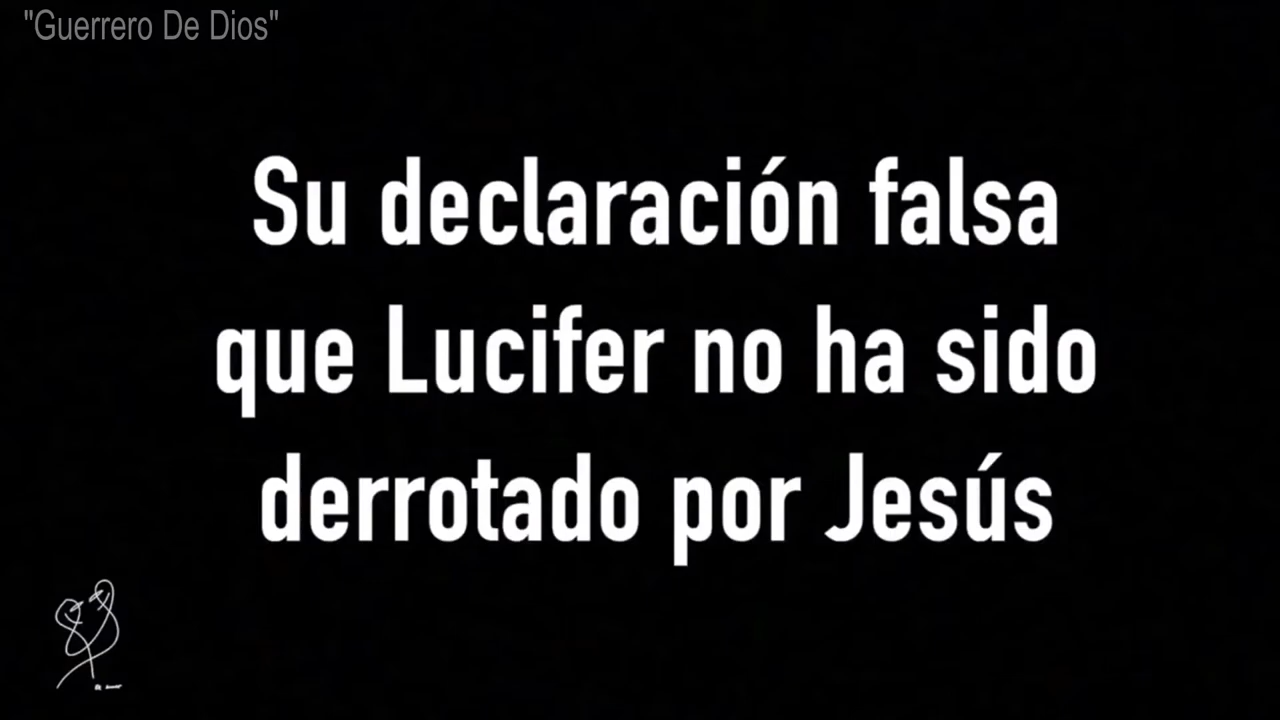 "Guerrero De Dios"
Su declaración falsa
que Lucifer no ha sido
derrotado por Jesús